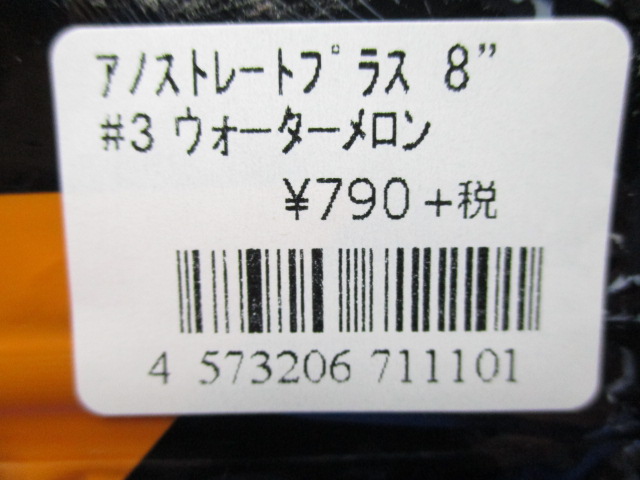 ｱﾉｽﾄﾚｰﾄﾌﾟﾗｽ 8”
#3 ウォーターメロン
¥790+税
4 573206 711101